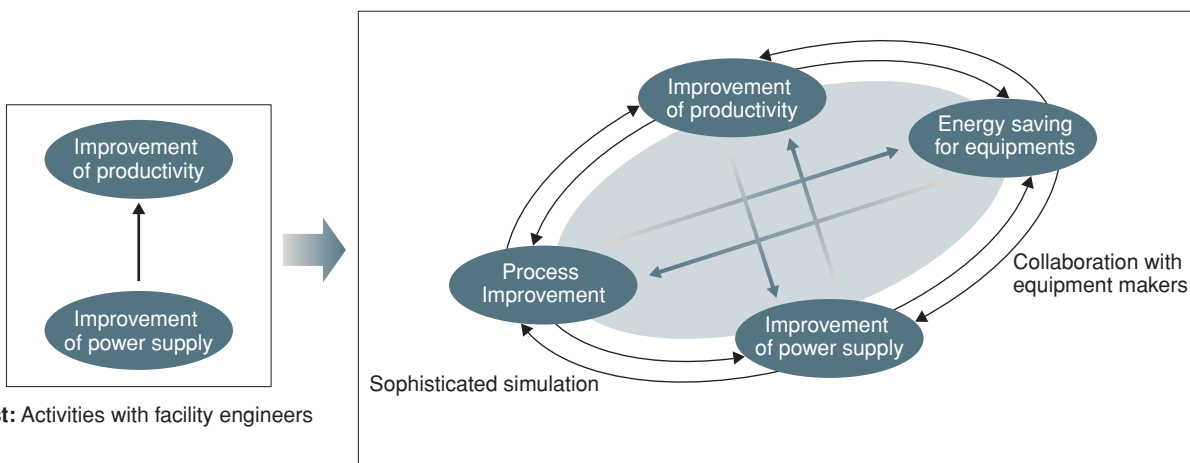 Improvement
of productivity
Improvement
of power supply
st: Activities with facility engineers
Improvement
of productivity
Energy saving
for equipments
Process
Improvement
Improvement
of power supply
Collaboration with
equipment makers
Sophisticated simulation